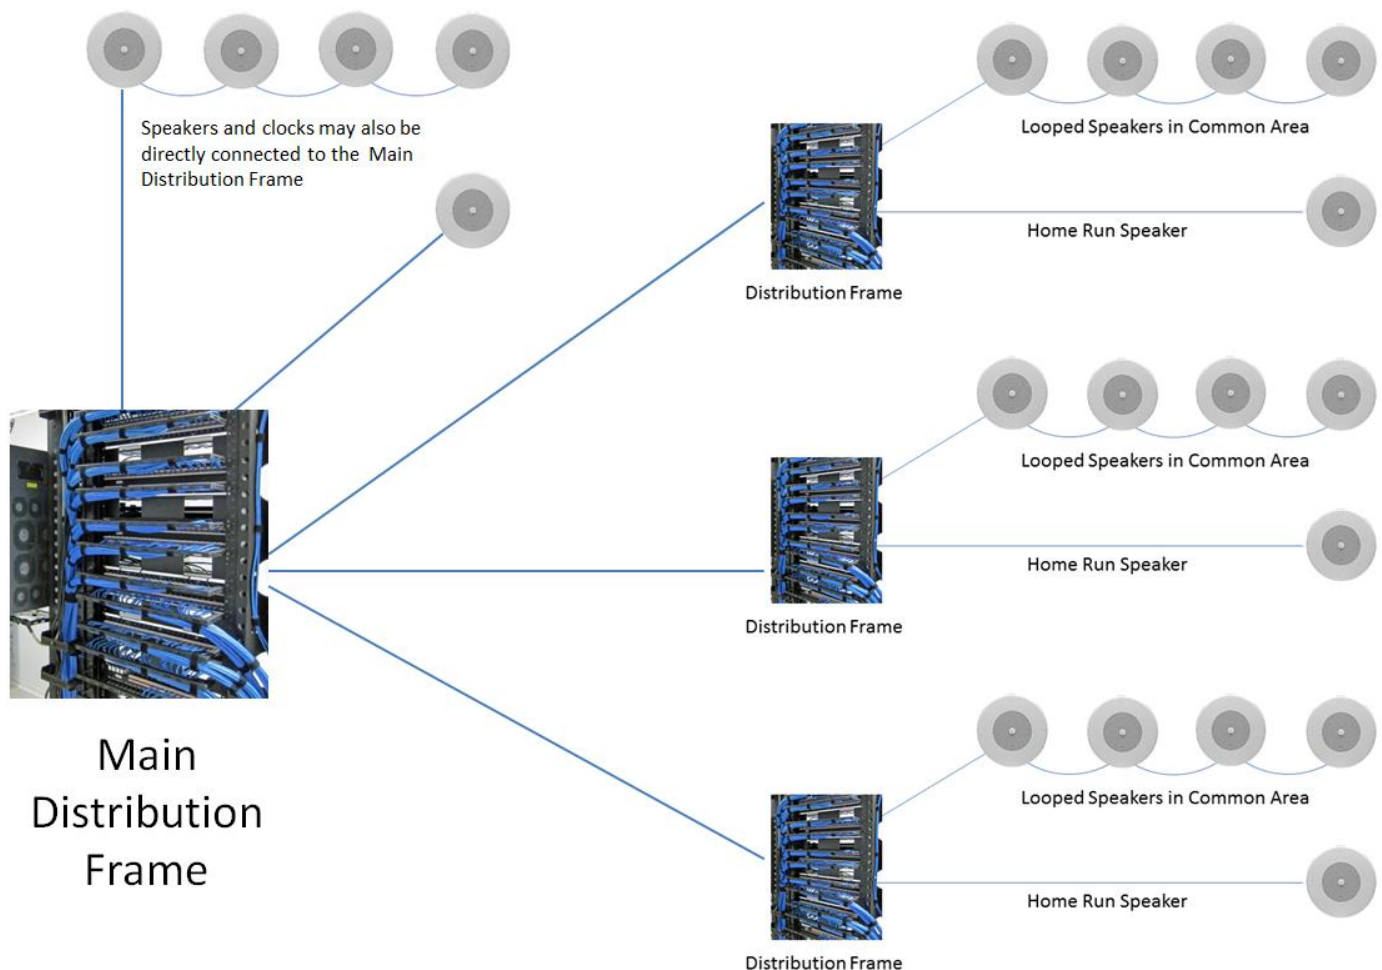 Speakers and clocks may also be
directly connected to the Main
Distribution Frame
Looped Speakers in Common Area
Home Run Speaker
Distribution Frame
Looped Speakers in Common Area
Home Run Speaker
Distribution Frame
Main
Distribution
Frame
Looped Speakers in Common Area
Home Run Speaker
Distribution Frame